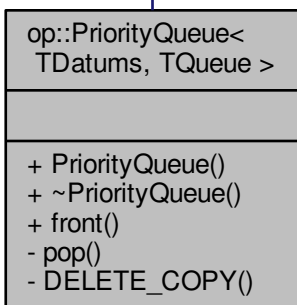 op::PriorityQueue<
TDatums, TQueue >
+ PriorityQueue()
+ ~PriorityQueue()
+ front()
- pop()
- DELETE_COPY()